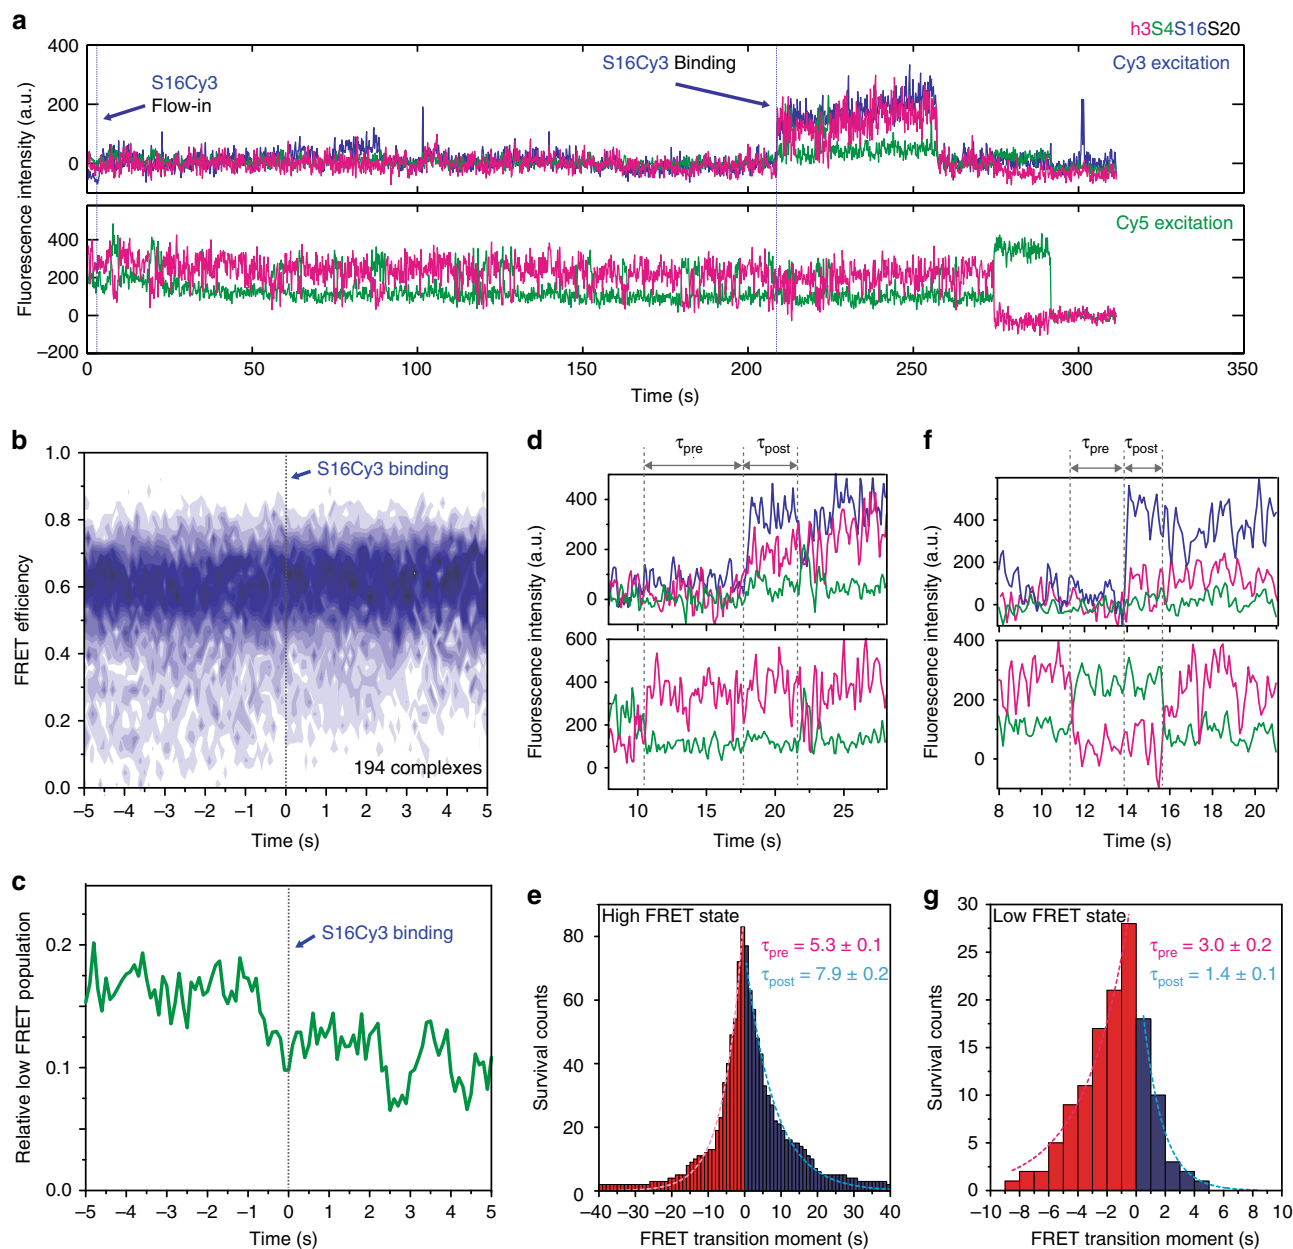 a
h3S4S16S20
Fluorescence intensity (a.u.)
400
200
0
S16Cy3
Flow-in
S16Cy3 Binding
Cy3 excitation
400
200
0
−200
Cy5 excitation
0 50 100 150 200 250 300 350
Time (s)
b
FRET efficiency
1.0
0.8
0.6
0.4
0.2
0.0
S16Cy3 binding
194 complexes
−5 −4 −3 −2 −1 0 1 2 3 4 5
Time (s)
c
Relative low FRET population
0.2
0.1
0.0
S16Cy3 binding
−5 −4 −3 −2 −1 0 1 2 3 4 5
Time (s)
d
τpre τpost
Fluorescence intensity (a.u.)
400
200
0
600
400
200
0
10 15 20 25
Time (s)
e
High FRET state
τpre = 5.3 ± 0.1
τpost = 7.9 ± 0.2
Survival counts
80
60
40
20
0
−40 −30 −20 −10 0 10 20 30 40
FRET transition moment (s)
f
τpre τpost
Fluorescence intensity (a.u.)
400
200
0
400
200
0
8 10 12 14 16 18 20
Time (s)
g
Low FRET state
τpre = 3.0 ± 0.2
τpost = 1.4 ± 0.1
Survival counts
30
25
20
15
10
5
0
−10 −8 −6 −4 −2 0 2 4 6 8 10
FRET transition moment (s)